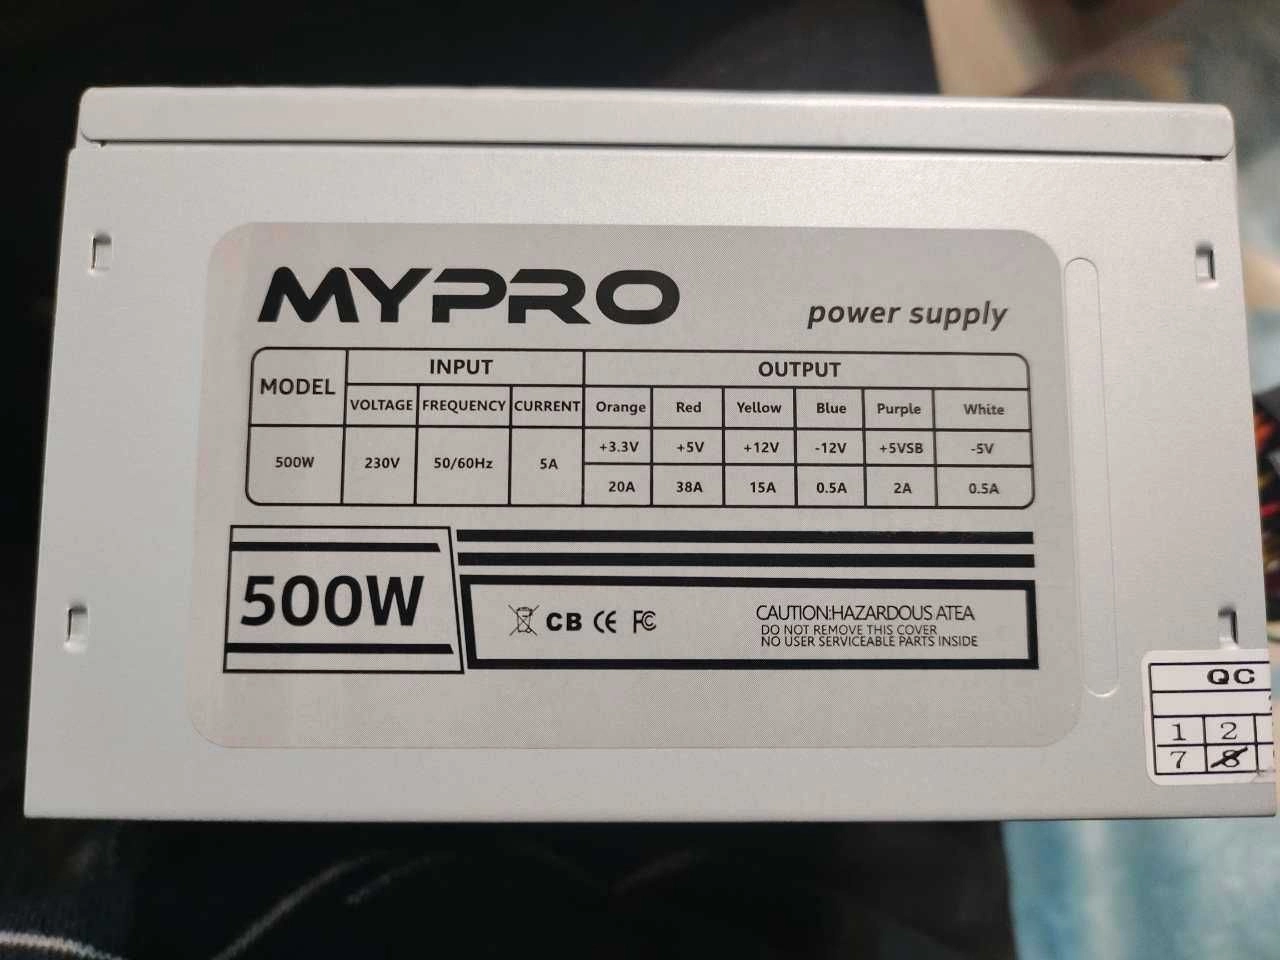 MYPRO
power supply
MODEL INPUT OUTPUT
VOLTAGE FREQUENCY CURRENT Orange Red Yellow Blue Purple White
500W 230V 50/60Hz 5A +3.3V +5V +12V -12V +5VSB -5V
20A 38A 15A 0.5A 2A 0.5A
500W
CB CE FC
CAUTION:HAZARDOUS ATEA
DO NOT REMOVE THIS COVER
NO USER SERVICEABLE PARTS INSIDE
QC
1 2
7 8